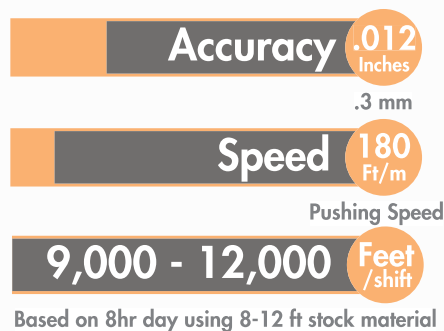 Accuracy .012
Inches
.3 mm
Speed 180
Ft/m
Pushing Speed
9,000 - 12,000 Feet
/shift
Based on 8hr day using 8-12 ft stock material